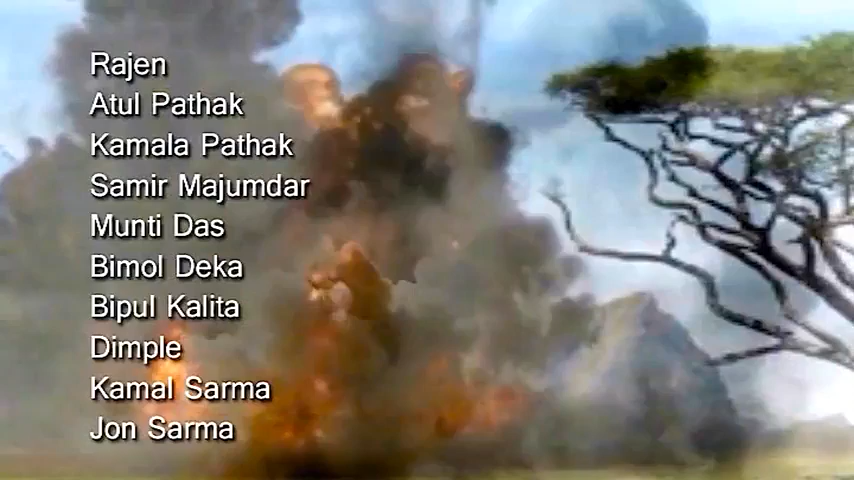 Rajen
Atul Pathak
Kamala Pathak
Samir Majumdar
Munti Das
Bimol Deka
Bipul Kalita
Dimple
Kamal Sarma
Jon Sarma